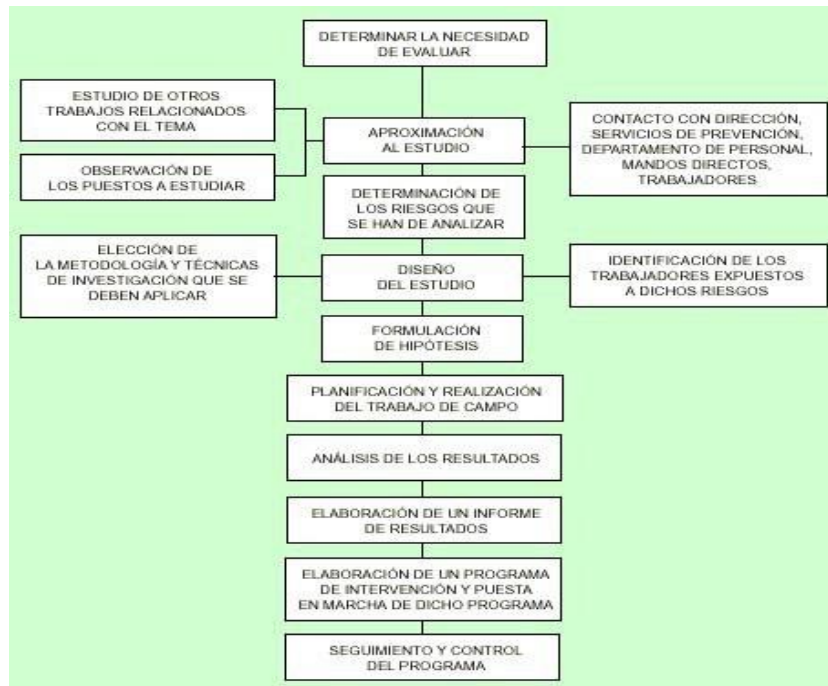 DETERMINAR LA NECESIDAD
DE EVALUAR
ESTUDIO DE OTROS
TRABAJOS RELACIONADOS
CON EL TEMA
OBSERVACIÓN DE
LOS PUESTOS A ESTUDIAR
APROXIMACIÓN
AL ESTUDIO
CONTACTO CON DIRECCIÓN,
SERVICIOS DE PREVENCIÓN,
DEPARTAMENTO DE PERSONAL,
MANDOS DIRECTOS,
TRABAJADORES
DETERMINACIÓN DE
LOS RIESGOS QUE
SE HAN DE ANALIZAR
ELECCIÓN DE
LA METODOLOGÍA Y TÉCNICAS
DE INVESTIGACIÓN QUE SE
DEBEN APLICAR
DISEÑO
DEL ESTUDIO
IDENTIFICACIÓN DE LOS
TRABAJADORES EXPUESTOS
A DICHOS RIESGOS
FORMULACIÓN
DE HIPÓTESIS
PLANIFICACIÓN Y REALIZACIÓN
DEL TRABAJO DE CAMPO
ANÁLISIS DE LOS RESULTADOS
ELABORACIÓN DE UN INFORME
DE RESULTADOS
ELABORACIÓN DE UN PROGRAMA
DE INTERVENCIÓN Y PUESTA
EN MARCHA DE DICHO PROGRAMA
SEGUIMIENTO Y CONTROL
DEL PROGRAMA